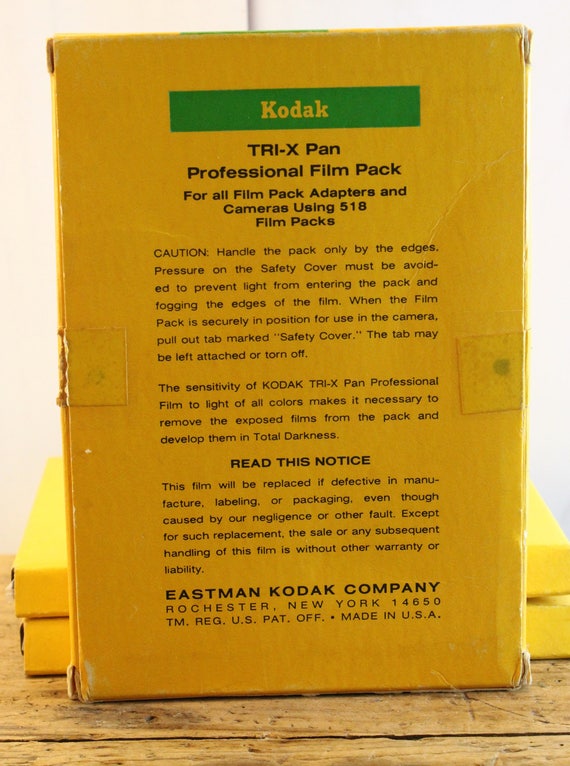 Kodak
TRI-X Pan
Professional Film Pack
For all Film Pack Adapters and
Cameras Using 518
Film Packs
CAUTION: Handle the pack only by the edges.
Pressure on the Safety Cover must be avoid-
ed to prevent light from entering the pack and
fogging the edges of the film. When the Film
Pack is securely in position for use in the camera,
pull out tab marked "Safety Cover." The tab may
be left attached or torn off.
The sensitivity of KODAK TRI-X Pan Professional
Film to light of all colors makes it necessary to
remove the exposed films from the pack and
develop them in Total Darkness.
READ THIS NOTICE
This film will be replaced if defective in manu-
facture, labeling, or packaging, even though
caused by our negligence or other fault. Except
for such replacement, the sale or any subsequent
handling of this film is without other warranty or
liability.
EASTMAN KODAK COMPANY
ROCHESTER, NEW YORK 14650
TM. REG. U.S. PAT. OFF. • MADE IN U.S.A.